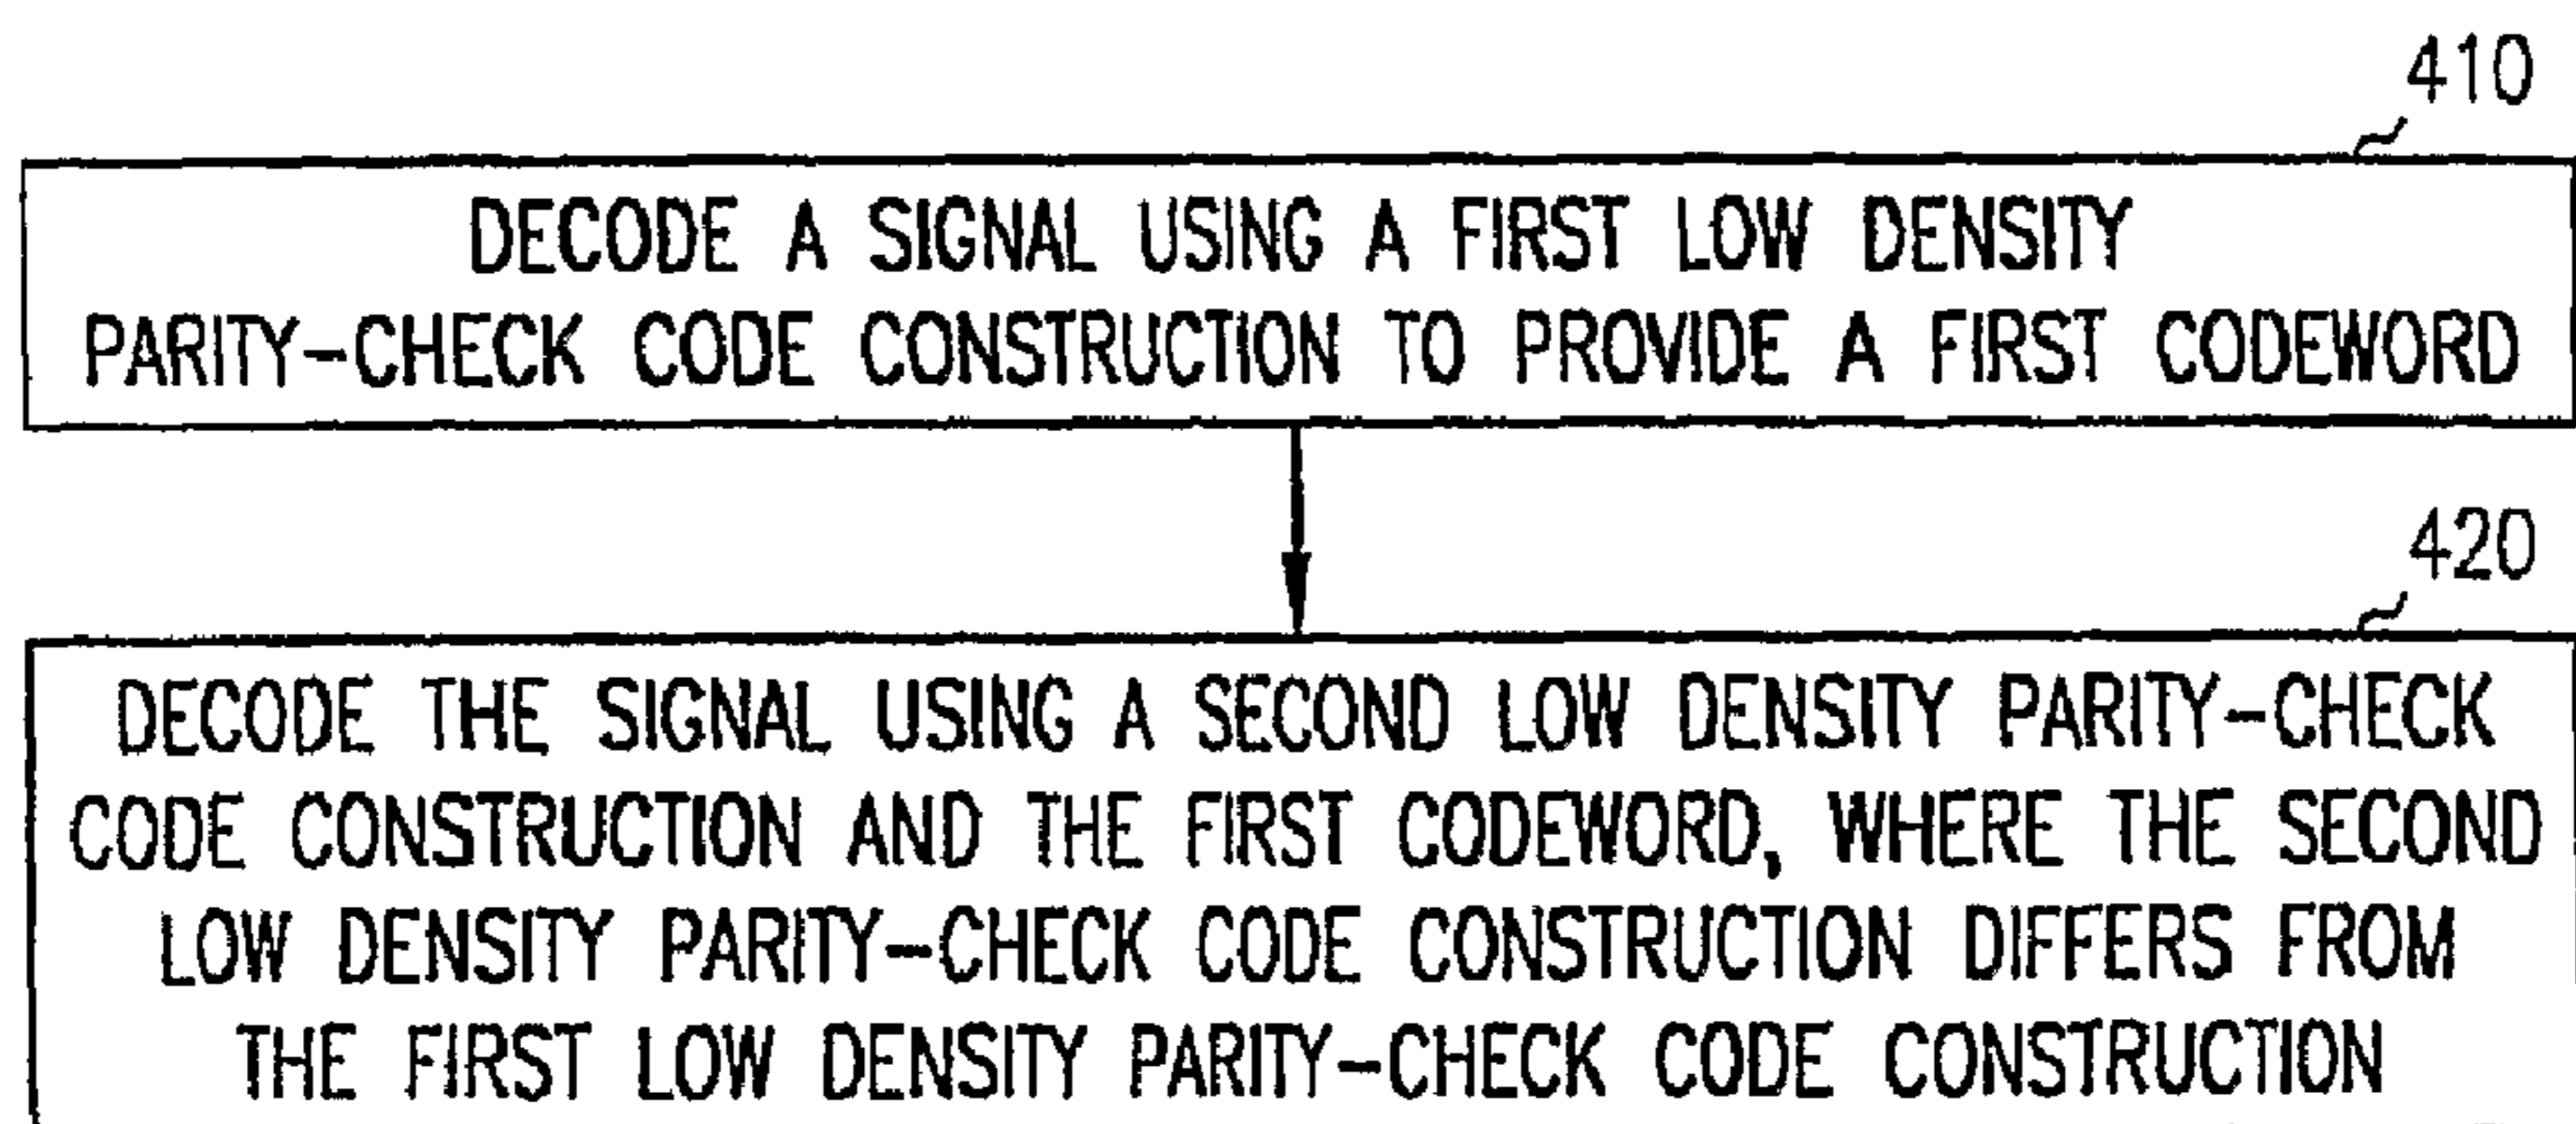 410
DECODE A SIGNAL USING A FIRST LOW DENSITY
PARITY-CHECK CODE CONSTRUCTION TO PROVIDE A FIRST CODEWORD
420
DECODE THE SIGNAL USING A SECOND LOW DENSITY PARITY-CHECK
CODE CONSTRUCTION AND THE FIRST CODEWORD, WHERE THE SECOND
LOW DENSITY PARITY-CHECK CODE CONSTRUCTION DIFFERS FROM
THE FIRST LOW DENSITY PARITY-CHECK CODE CONSTRUCTION